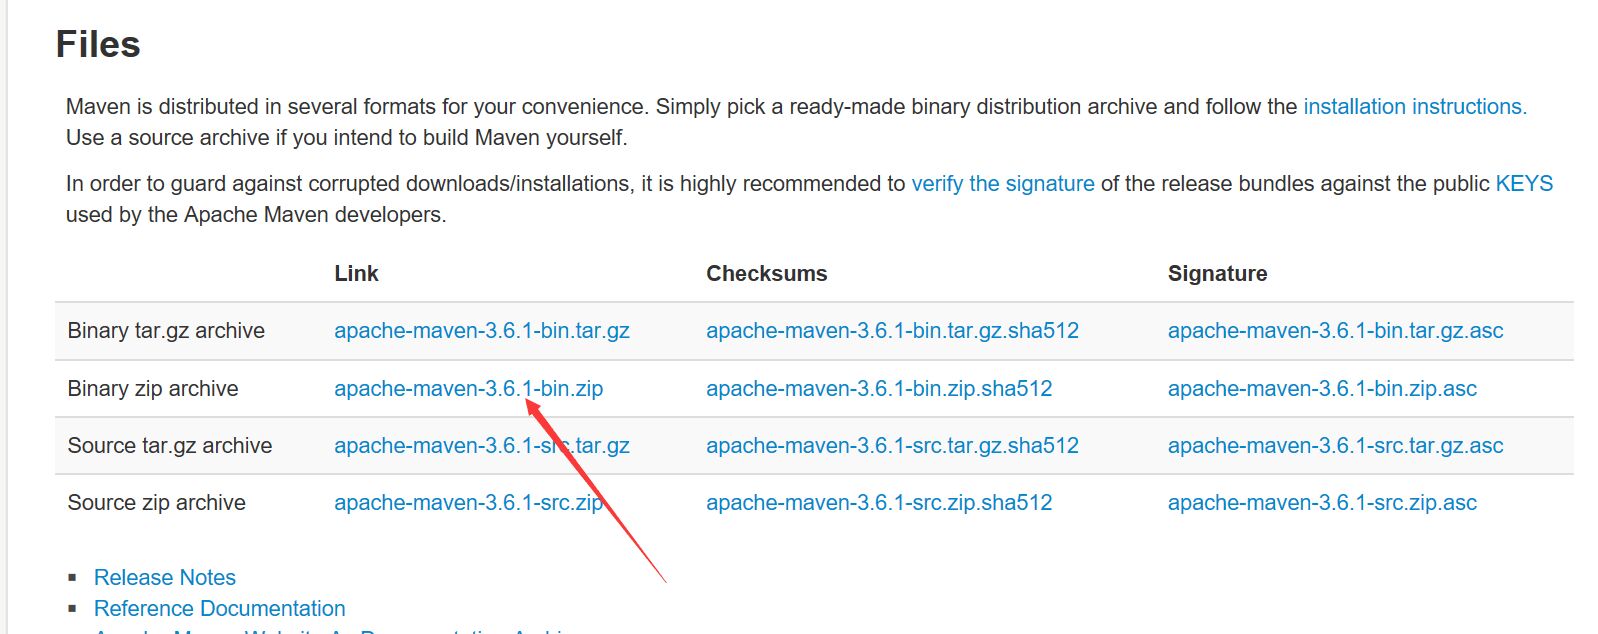 Files
Maven is distributed in several formats for your convenience. Simply pick a ready-made binary distribution archive and follow the installation instructions.
Use a source archive if you intend to build Maven yourself.
In order to guard against corrupted downloads/installations, it is highly recommended to verify the signature of the release bundles against the public KEYS
used by the Apache Maven developers.
Link Checksums Signature
Binary tar.gz archive apache-maven-3.6.1-bin.tar.gz apache-maven-3.6.1-bin.tar.gz.sha512 apache-maven-3.6.1-bin.tar.gz.asc
Binary zip archive apache-maven-3.6.1-bin.zip apache-maven-3.6.1-bin.zip.sha512 apache-maven-3.6.1-bin.zip.asc
Source tar.gz archive apache-maven-3.6.1-src.tar.gz apache-maven-3.6.1-src.tar.gz.sha512 apache-maven-3.6.1-src.tar.gz.asc
Source zip archive apache-maven-3.6.1-src.zip apache-maven-3.6.1-src.zip.sha512 apache-maven-3.6.1-src.zip.asc
Release Notes
Reference Documentation